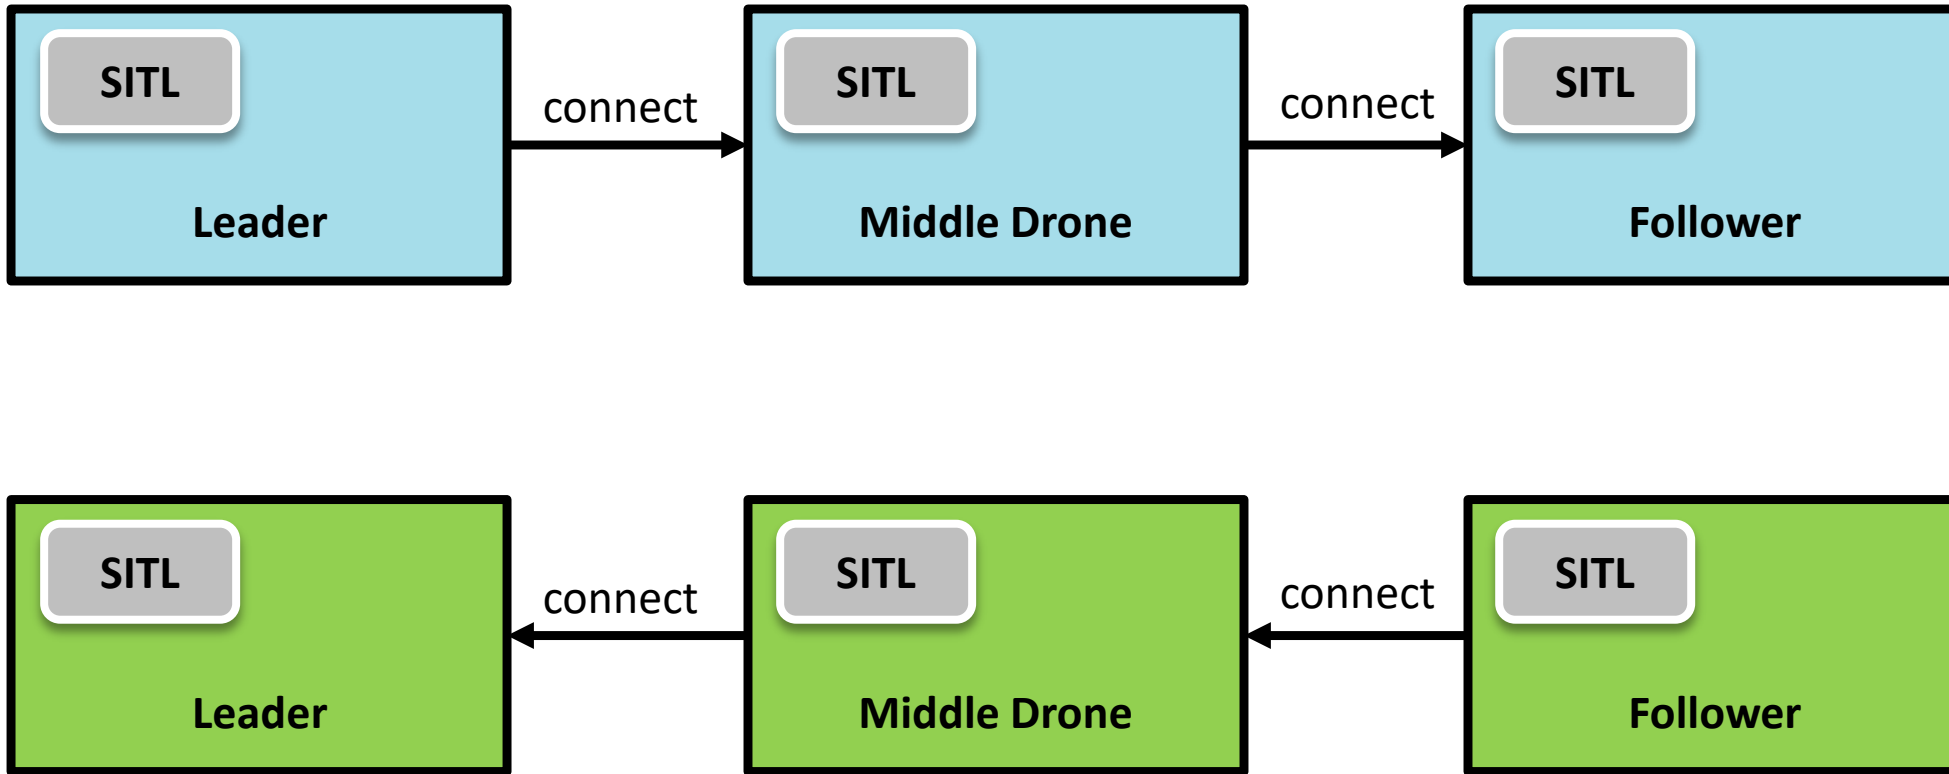 SITL
Leader
connect
SITL
Middle Drone
connect
SITL
Follower
SITL
Leader
connect
SITL
Middle Drone
connect
SITL
Follower